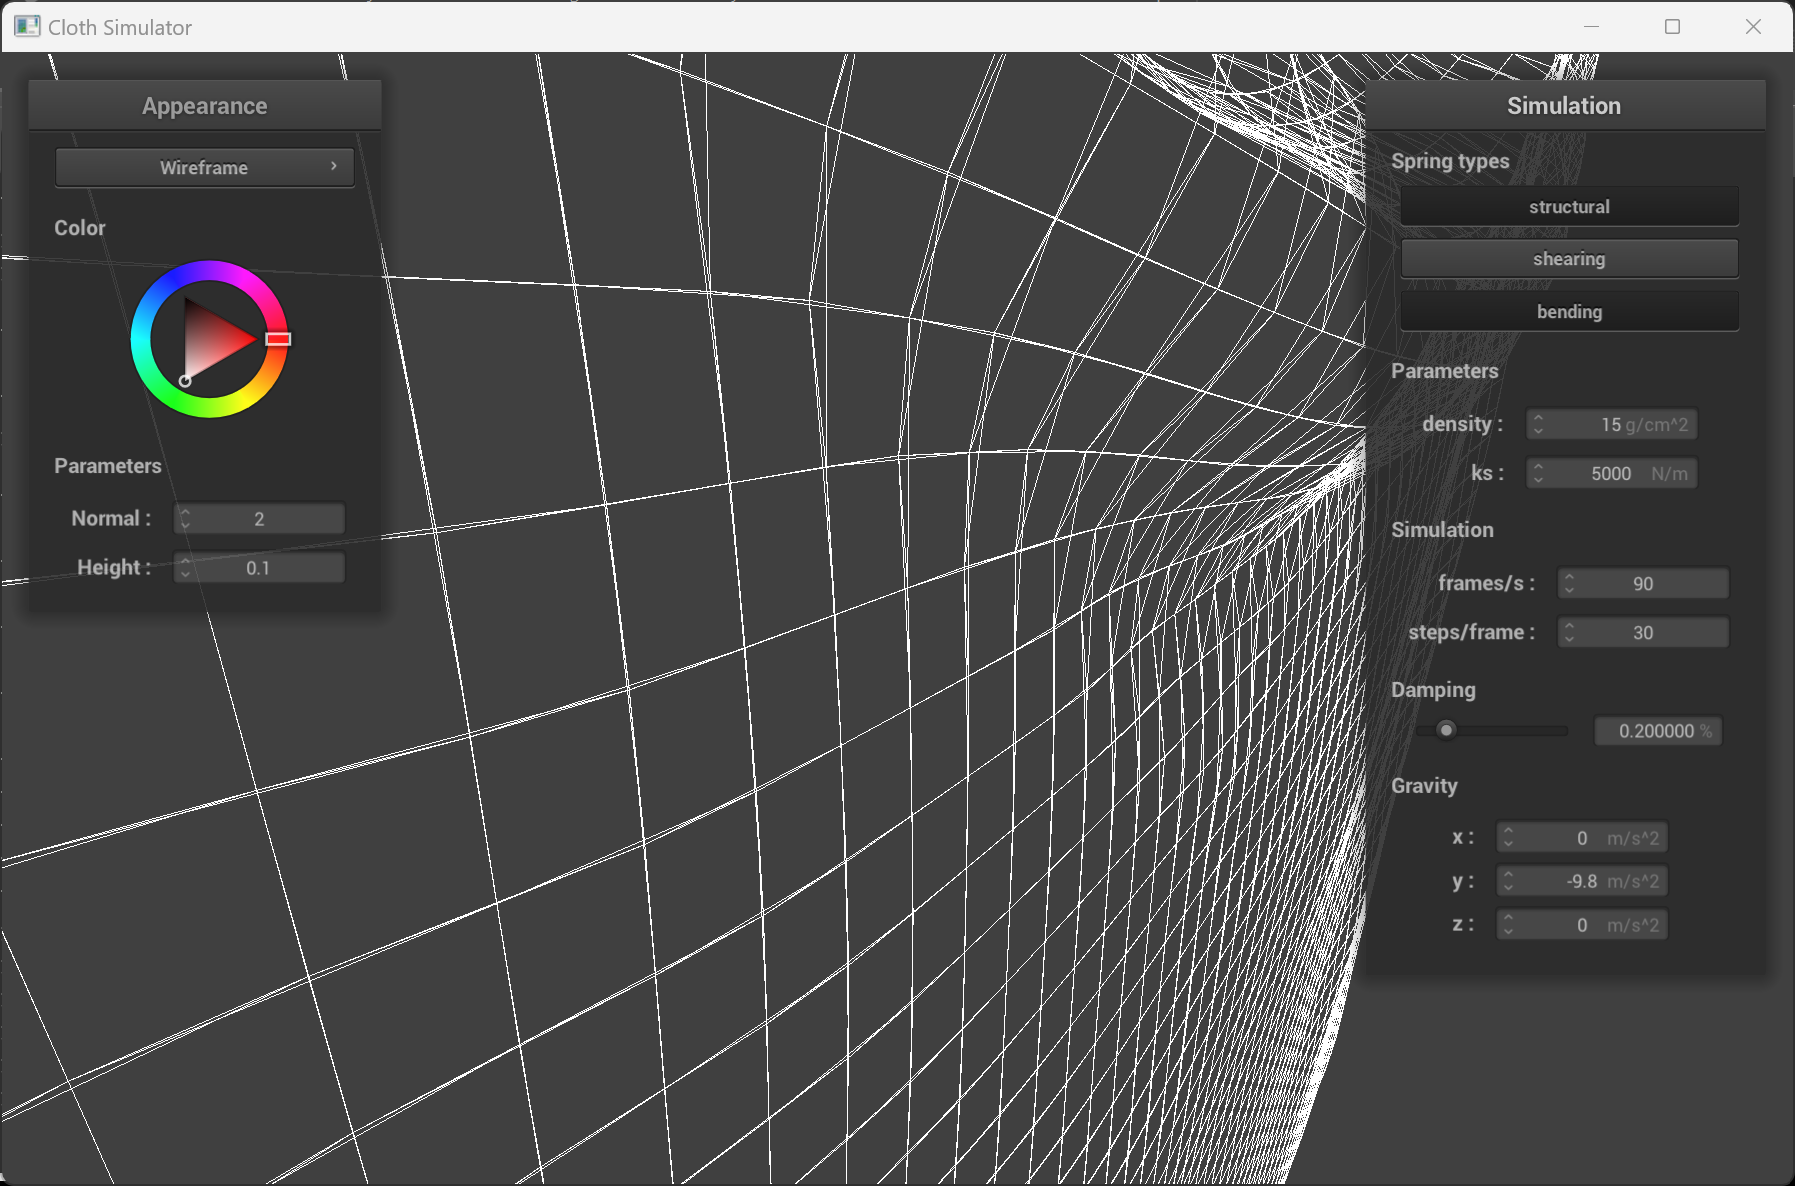 Cloth Simulator
Appearance
Wireframe
Color
Parameters
Normal : 2
Height : 0.1
Simulation
Spring types
structural
shearing
bending
Parameters
density : 15 g/cm^2
ks : 5000 N/m
Simulation
frames/s : 90
steps/frame : 30
Damping
0.200000 %
Gravity
x : 0 m/s^2
y : -9.8 m/s^2
z : 0 m/s^2